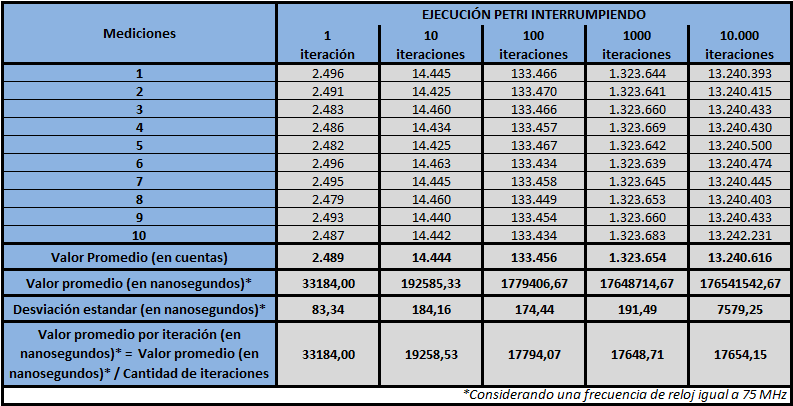 Mediciones EJECUCIÓN PETRI INTERRUMPIENDO
1 10 100 1000 10.000
iteración iteraciones iteraciones iteraciones iteraciones
1 2.496 14.445 133.466 1.323.644 13.240.393
2 2.491 14.425 133.470 1.323.641 13.240.415
3 2.483 14.460 133.466 1.323.660 13.240.433
4 2.486 14.434 133.457 1.323.669 13.240.430
5 2.482 14.425 133.467 1.323.642 13.240.500
6 2.496 14.463 133.434 1.323.639 13.240.474
7 2.495 14.445 133.458 1.323.645 13.240.445
8 2.479 14.460 133.449 1.323.653 13.240.403
9 2.493 14.440 133.454 1.323.660 13.240.433
10 2.487 14.442 133.434 1.323.683 13.242.231
Valor Promedio (en cuentas) 2.489 14.444 133.456 1.323.654 13.240.616
Valor promedio (en nanosegundos)* 33184,00 192585,33 1779406,67 17648714,67 176541542,67
Desviación estandar (en nanosegundos)* 83,34 184,16 174,44 191,49 7579,25
Valor promedio por iteración (en
nanosegundos)* = Valor promedio (en
nanosegundos)* / Cantidad de iteraciones
33184,00 19258,53 17794,07 17648,71 17654,15
*Considerando una frecuencia de reloj igual a 75 MHz